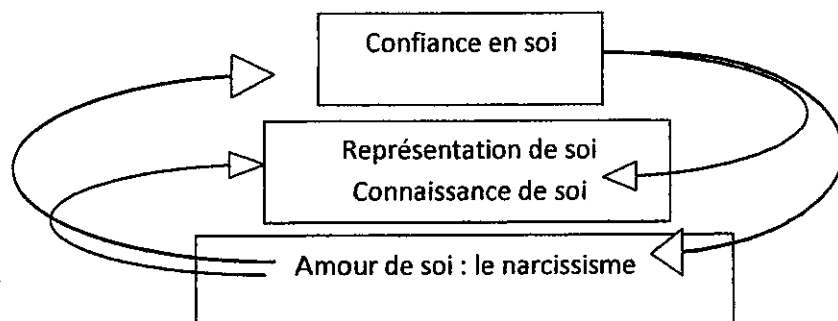 Confiance en soi
Représentation de soi
Connaissance de soi
Amour de soi : le narcissisme